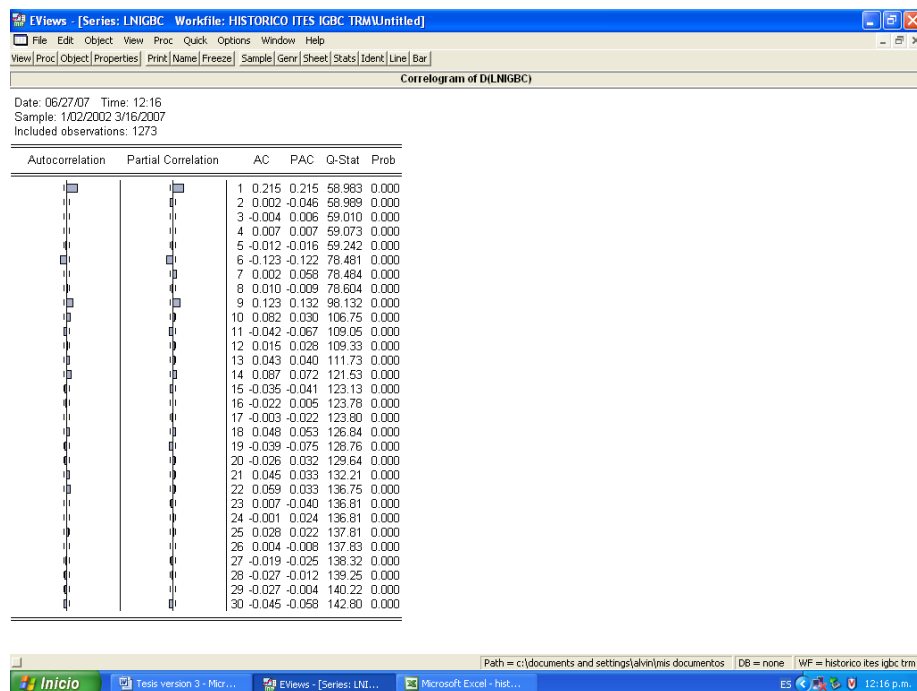 EViews - [Series: LNIGBC Workfile: HISTORICO ITES IGBC TRM\Untitled]
File Edit Object View Proc Quick Options Window Help
View Proc Object Properties Print Name Freeze Sample Genr Sheet Stats Ident Line Bar
Correlogram of D(LNIGBC)
Date: 06/27/07 Time: 12:16
Sample: 1/02/2002 3/16/2007
Included observations: 1273
Autocorrelation Partial Correlation AC PAC Q-Stat Prob
1 0.215 0.215 58.983 0.000
2 0.002 -0.046 58.989 0.000
3 -0.004 0.006 59.010 0.000
4 0.007 0.007 59.073 0.000
5 -0.012 -0.016 59.242 0.000
6 -0.123 -0.122 78.481 0.000
7 0.002 0.058 78.484 0.000
8 0.010 -0.009 78.604 0.000
9 0.123 0.132 98.132 0.000
10 0.082 0.030 106.75 0.000
11 -0.042 -0.067 109.05 0.000
12 0.015 0.028 109.33 0.000
13 0.043 0.040 111.73 0.000
14 0.087 0.072 121.53 0.000
15 -0.035 -0.041 123.13 0.000
16 -0.022 0.005 123.78 0.000
17 -0.003 -0.022 123.80 0.000
18 0.048 0.053 126.84 0.000
19 -0.039 -0.075 128.76 0.000
20 -0.026 0.032 129.64 0.000
21 0.045 0.033 132.21 0.000
22 0.059 0.033 136.75 0.000
23 0.007 -0.040 136.81 0.000
24 -0.001 0.024 136.81 0.000
25 0.028 0.022 137.81 0.000
26 0.004 -0.008 137.83 0.000
27 -0.019 -0.025 138.32 0.000
28 -0.027 -0.012 139.25 0.000
29 -0.027 -0.004 140.22 0.000
30 -0.045 -0.058 142.80 0.000
Path = c:\documents and settings\alvin\mis documentos DB = none WF = historico ites igbc trm
Inicio Tesis version 3 - Micr... EViews - [Series: LNI... Microsoft Excel - hist... ES 12:16 p.m.